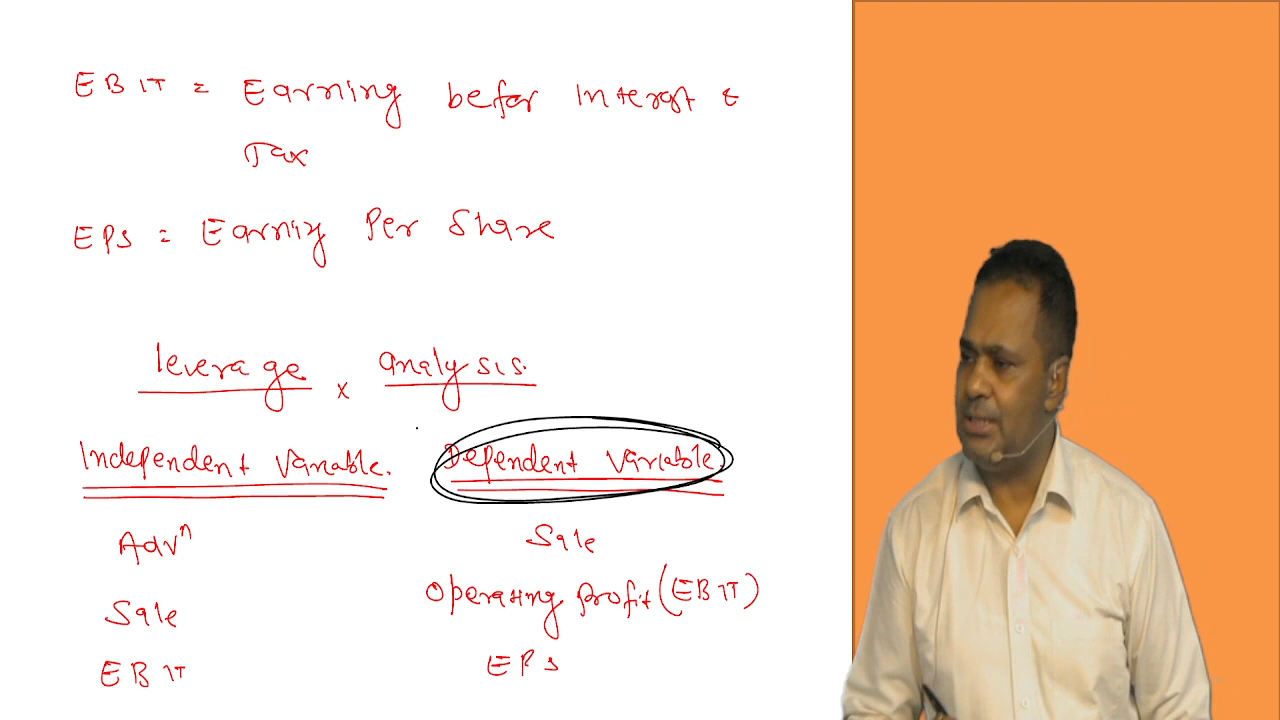 EBIT = Earning befor Interest &
Tax
EPS = Earning Per Share
leverage x analysis.
Independent Variable. Dependent Variable.
Advⁿ Sale
Sale Operating Profit (EBIT)
EBIT EPS